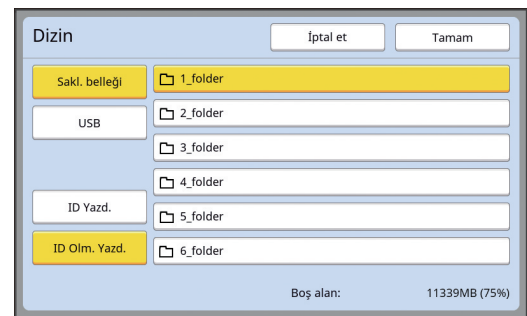 Dizin
İptal et
Tamam
Sakl. belleği
1_folder
USB
2_folder
3_folder
4_folder
ID Yazd.
5_folder
ID Olm. Yazd.
6_folder
Boş alan:
11339MB (75%)